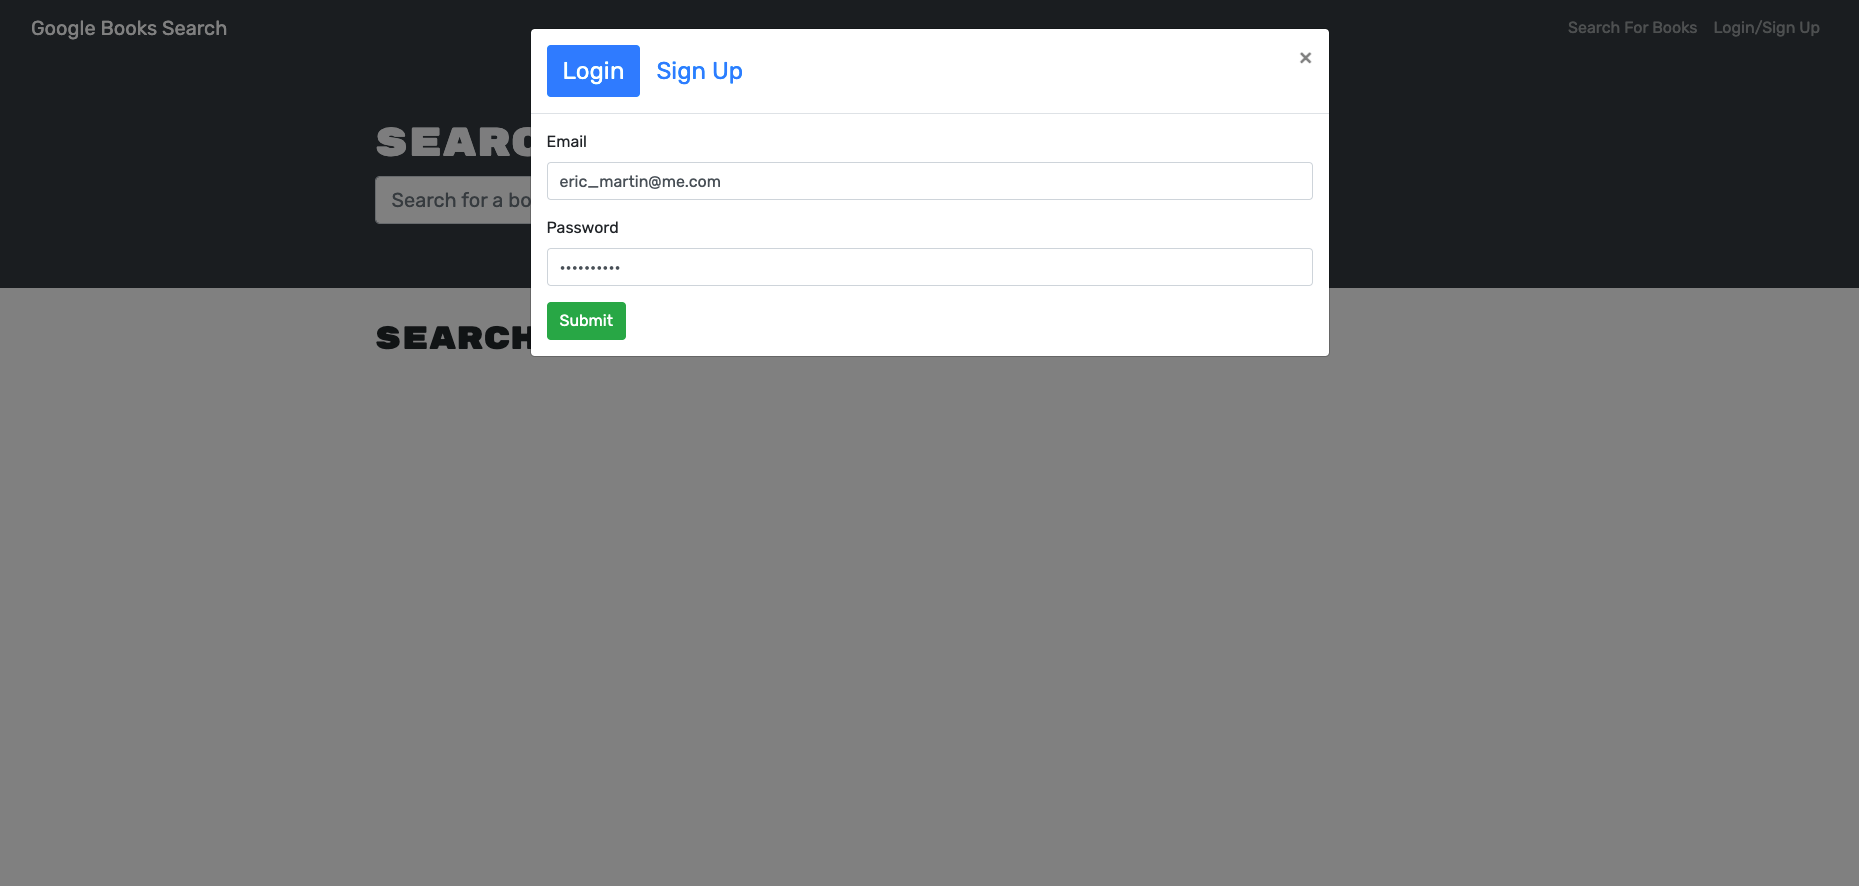 Google Books Search
Search For Books
Login/Sign Up
Login
Sign Up
×
Email
eric_martin@me.com
Password
••••••••••
Submit
SEARC
Search for a bo
SEARCH